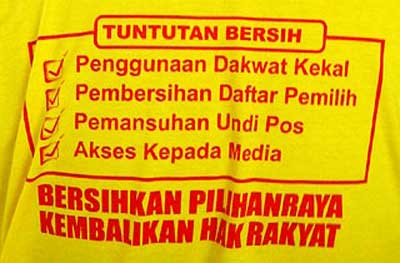 TUNTUTAN BERSIH
Penggunaan Dakwat Kekal
Pembersihan Daftar Pemilih
Pemansuhan Undi Pos
Akses Kepada Media
BERSIHKAN PILIHANRAYA
KEMBALIKAN HAK RAKYAT